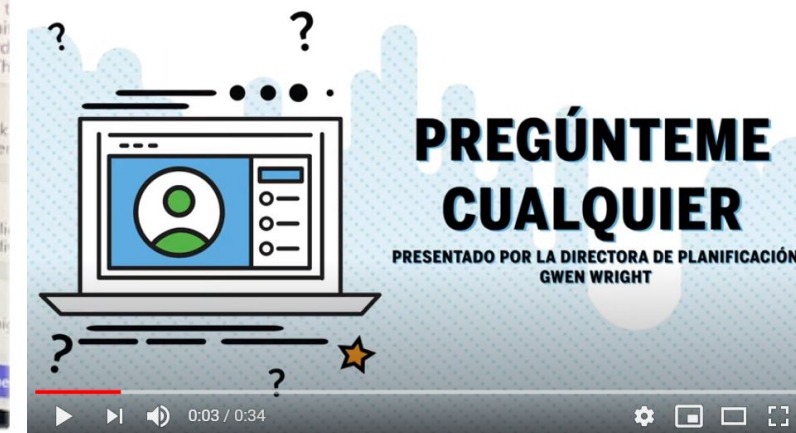 ?
?
PREGÚNTEME
CUALQUIER
PRESENTADO POR LA DIRECTORA DE PLANIFICACIÓN
GWEN WRIGHT
?
?
0:03 / 0:34